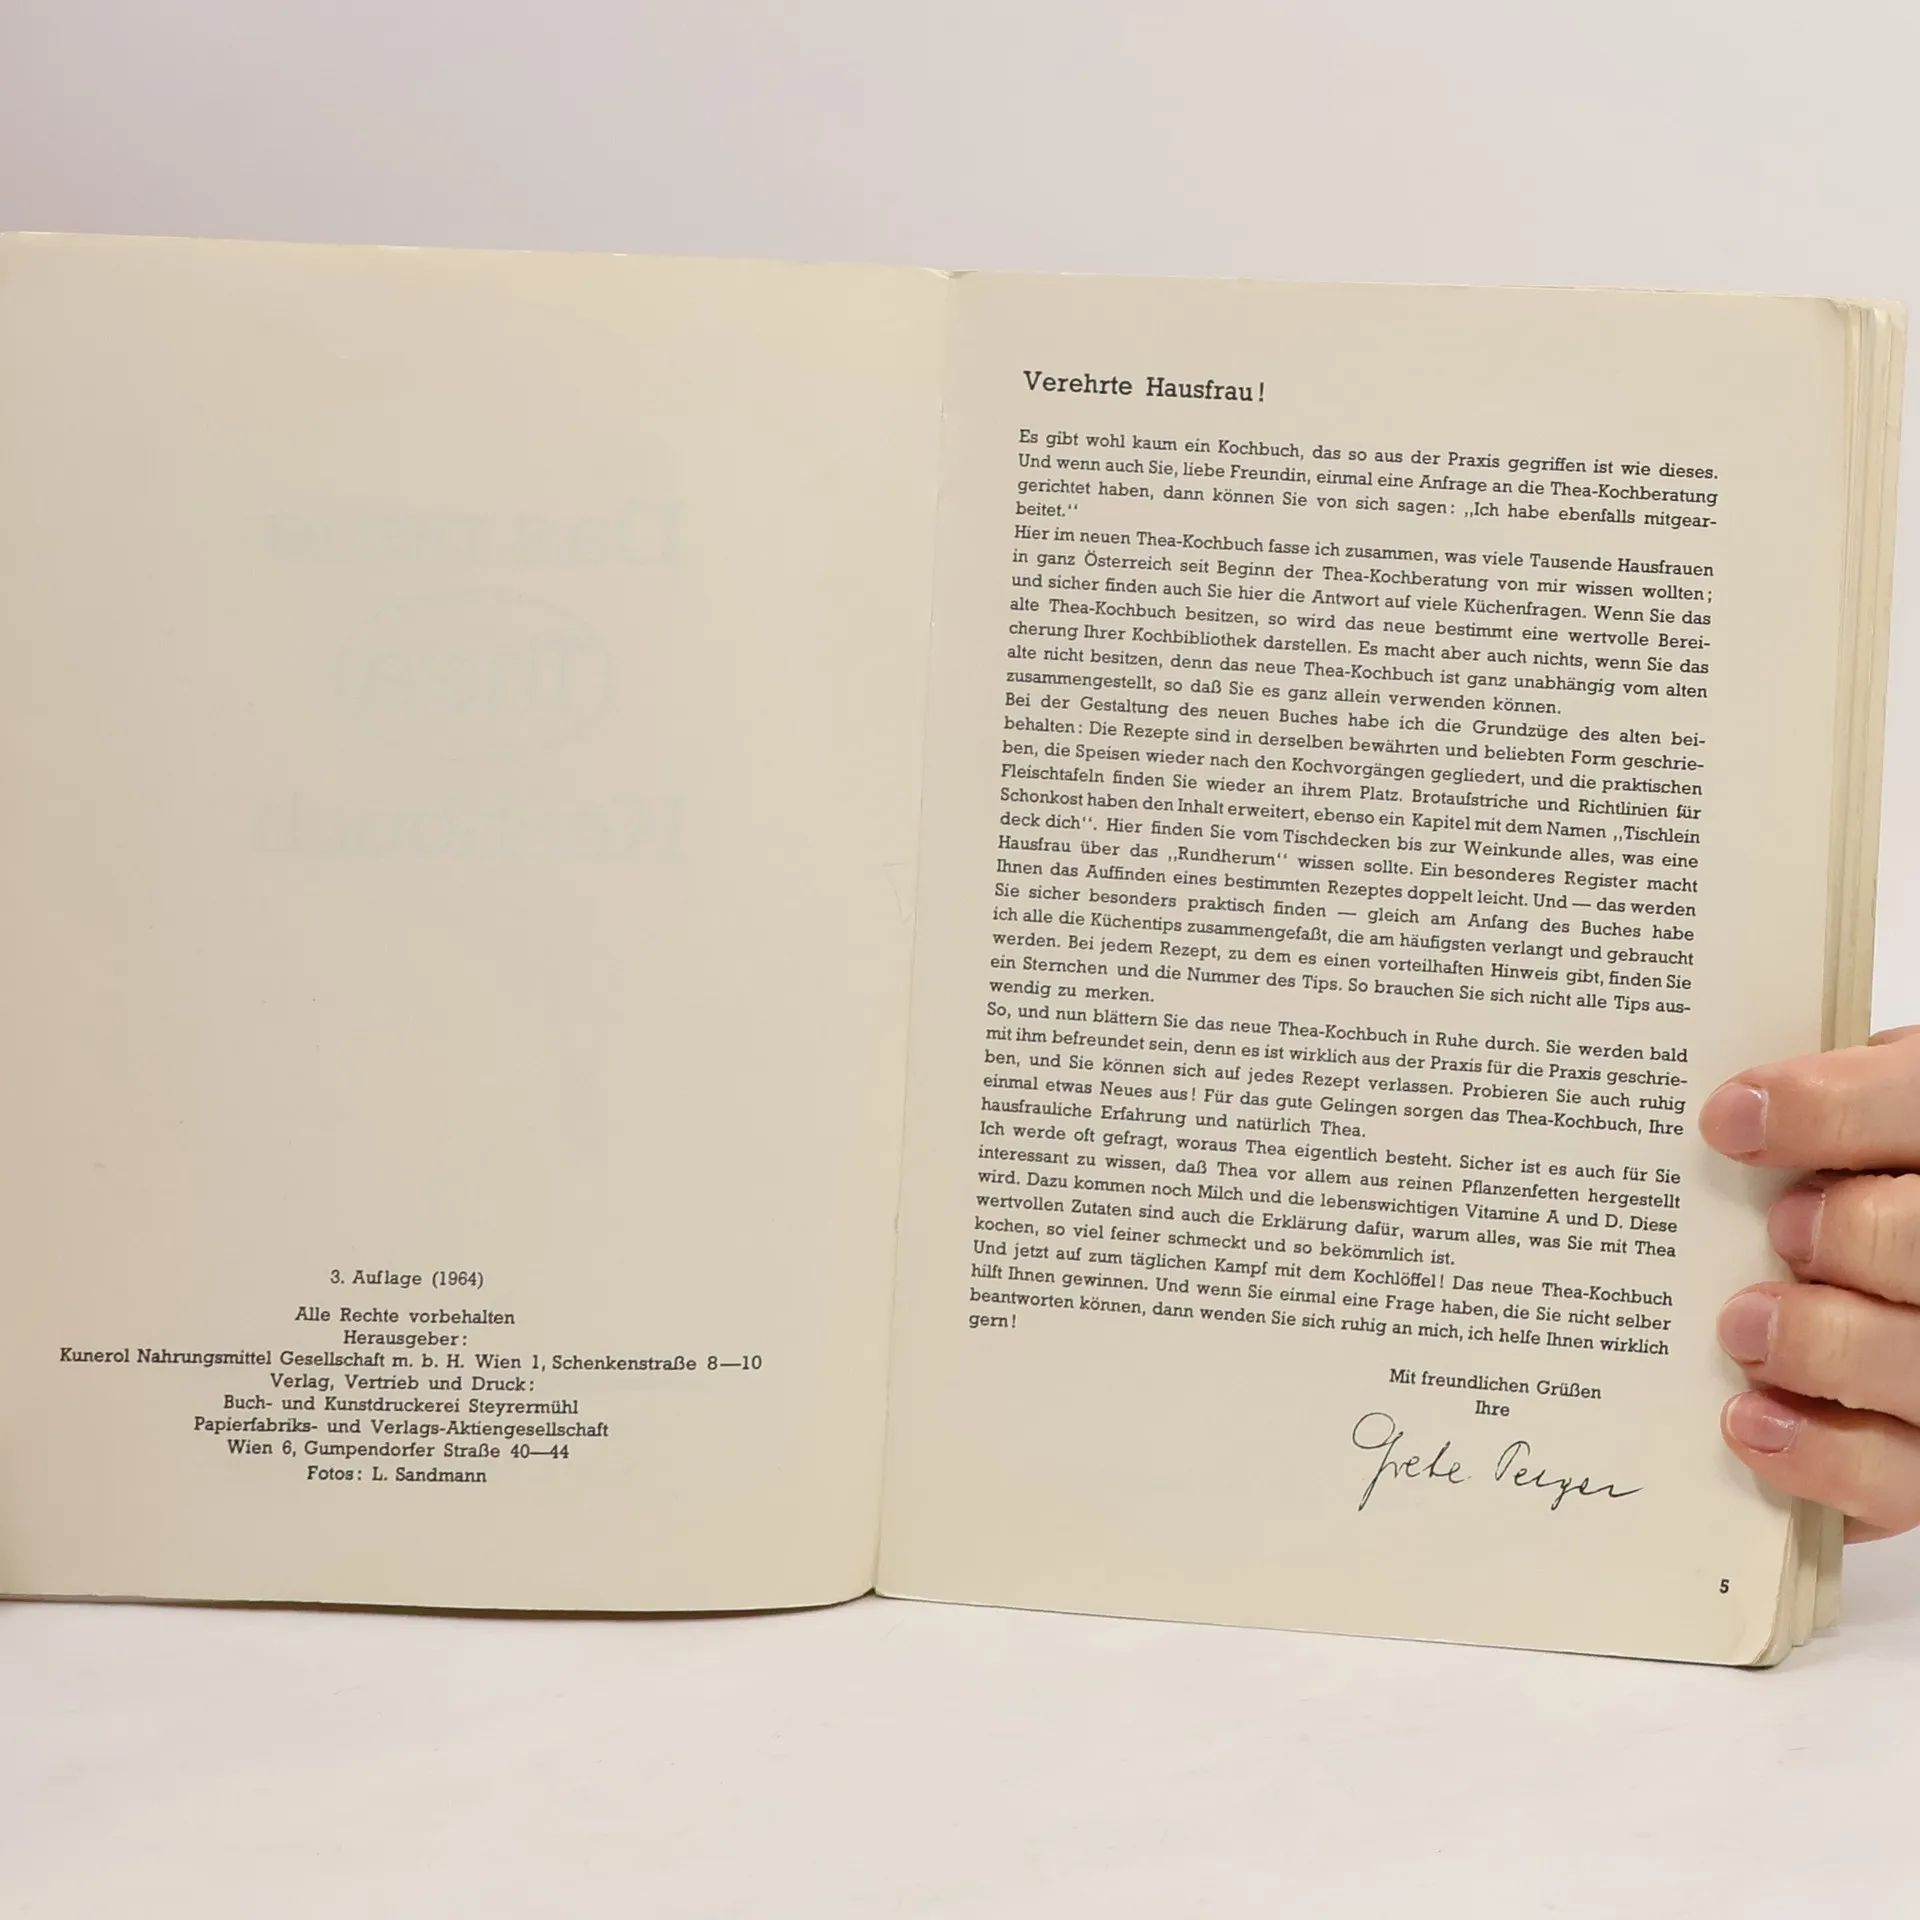 3. Auflage (1964)
Alle Rechte vorbehalten
Herausgeber:
Kunerol Nahrungsmittel Gesellschaft m. b. H. Wien 1, Schenkenstraße 8—10
Verlag, Vertrieb und Druck:
Buch- und Kunstdruckerei Steyrermühl
Papierfabriks- und Verlags-Aktiengesellschaft
Wien 6, Gumpendorfer Straße 40—44
Fotos: L. Sandmann
Verehrte Hausfrau!
Es gibt wohl kaum ein Kochbuch, das so aus der Praxis gegriffen ist wie dieses.
Und wenn auch Sie, liebe Freundin, einmal eine Anfrage an die Thea-Kochberatung
gerichtet haben, dann können Sie von sich sagen: „Ich habe ebenfalls mitgear-
beitet.“
Hier im neuen Thea-Kochbuch fasse ich zusammen, was viele Tausende Hausfrauen
in ganz Österreich seit Beginn der Thea-Kochberatung von mir wissen wollten;
und sicher finden auch Sie hier die Antwort auf viele Küchenfragen. Wenn Sie das
alte Thea-Kochbuch besitzen, so wird das neue bestimmt eine wertvolle Berei-
cherung Ihrer Kochbibliothek darstellen. Es macht aber auch nichts, wenn Sie das
alte nicht besitzen, denn das neue Thea-Kochbuch ist ganz unabhängig vom alten
zusammengestellt, so daß Sie es ganz allein verwenden können.
Bei der Gestaltung des neuen Buches habe ich die Grundzüge des alten bei-
behalten: Die Rezepte sind in derselben bewährten und beliebten Form geschrie-
ben, die Speisen wieder nach den Kochvorgängen gegliedert, und die praktischen
Fleischtafeln finden Sie wieder an ihrem Platz. Brotaufstriche und Richtlinien für
Schonkost haben den Inhalt erweitert, ebenso ein Kapitel mit dem Namen „Tischlein
deck dich“. Hier finden Sie vom Tischdecken bis zur Weinkunde alles, was eine
Hausfrau über das „Rundherum“ wissen sollte. Ein besonderes Register macht
Ihnen das Auffinden eines bestimmten Rezeptes doppelt leicht. Und — das werden
Sie sicher besonders praktisch finden — gleich am Anfang des Buches habe
ich alle die Küchentips zusammengefaßt, die am häufigsten verlangt und gebraucht
werden. Bei jedem Rezept, zu dem es einen vorteilhaften Hinweis gibt, finden Sie
ein Sternchen und die Nummer des Tips. So brauchen Sie sich nicht alle Tips aus-
wendig zu merken.
So, und nun blättern Sie das neue Thea-Kochbuch in Ruhe durch. Sie werden bald
mit ihm befreundet sein, denn es ist wirklich aus der Praxis für die Praxis geschrie-
ben, und Sie können sich auf jedes Rezept verlassen. Probieren Sie auch ruhig
einmal etwas Neues aus! Für das gute Gelingen sorgen das Thea-Kochbuch, Ihre
hausfrauliche Erfahrung und natürlich Thea.
Ich werde oft gefragt, woraus Thea eigentlich besteht. Sicher ist es auch für Sie
interessant zu wissen, daß Thea vor allem aus reinen Pflanzenfetten hergestellt
wird. Dazu kommen noch Milch und die lebenswichtigen Vitamine A und D. Diese
wertvollen Zutaten sind auch die Erklärung dafür, warum alles, was Sie mit Thea
kochen, so viel feiner schmeckt und so bekömmlich ist.
Und jetzt auf zum täglichen Kampf mit dem Kochlöffel! Das neue Thea-Kochbuch
hilft Ihnen gewinnen. Und wenn Sie einmal eine Frage haben, die Sie nicht selber
beantworten können, dann wenden Sie sich ruhig an mich, ich helfe Ihnen wirklich
gern!
Mit freundlichen Grüßen
Ihre
Grete Perger
5